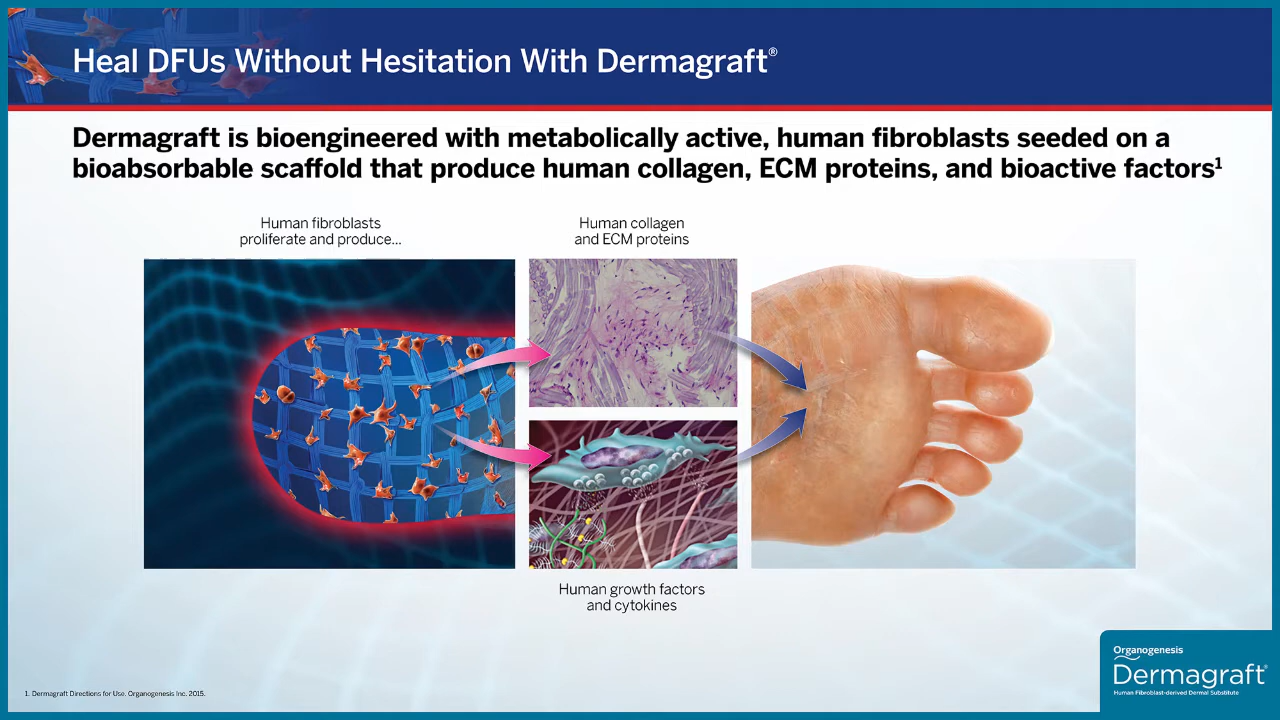 Heal DFUs Without Hesitation With Dermagraft®
Dermagraft is bioengineered with metabolically active, human fibroblasts seeded on a
bioabsorbable scaffold that produce human collagen, ECM proteins, and bioactive factors¹
Human fibroblasts
proliferate and produce...
Human collagen
and ECM proteins
Human growth factors
and cytokines
1. Dermagraft Directions for Use. Organogenesis Inc. 2015.
Organogenesis
Dermagraft®
Human Fibroblast-derived Dermal Substitute